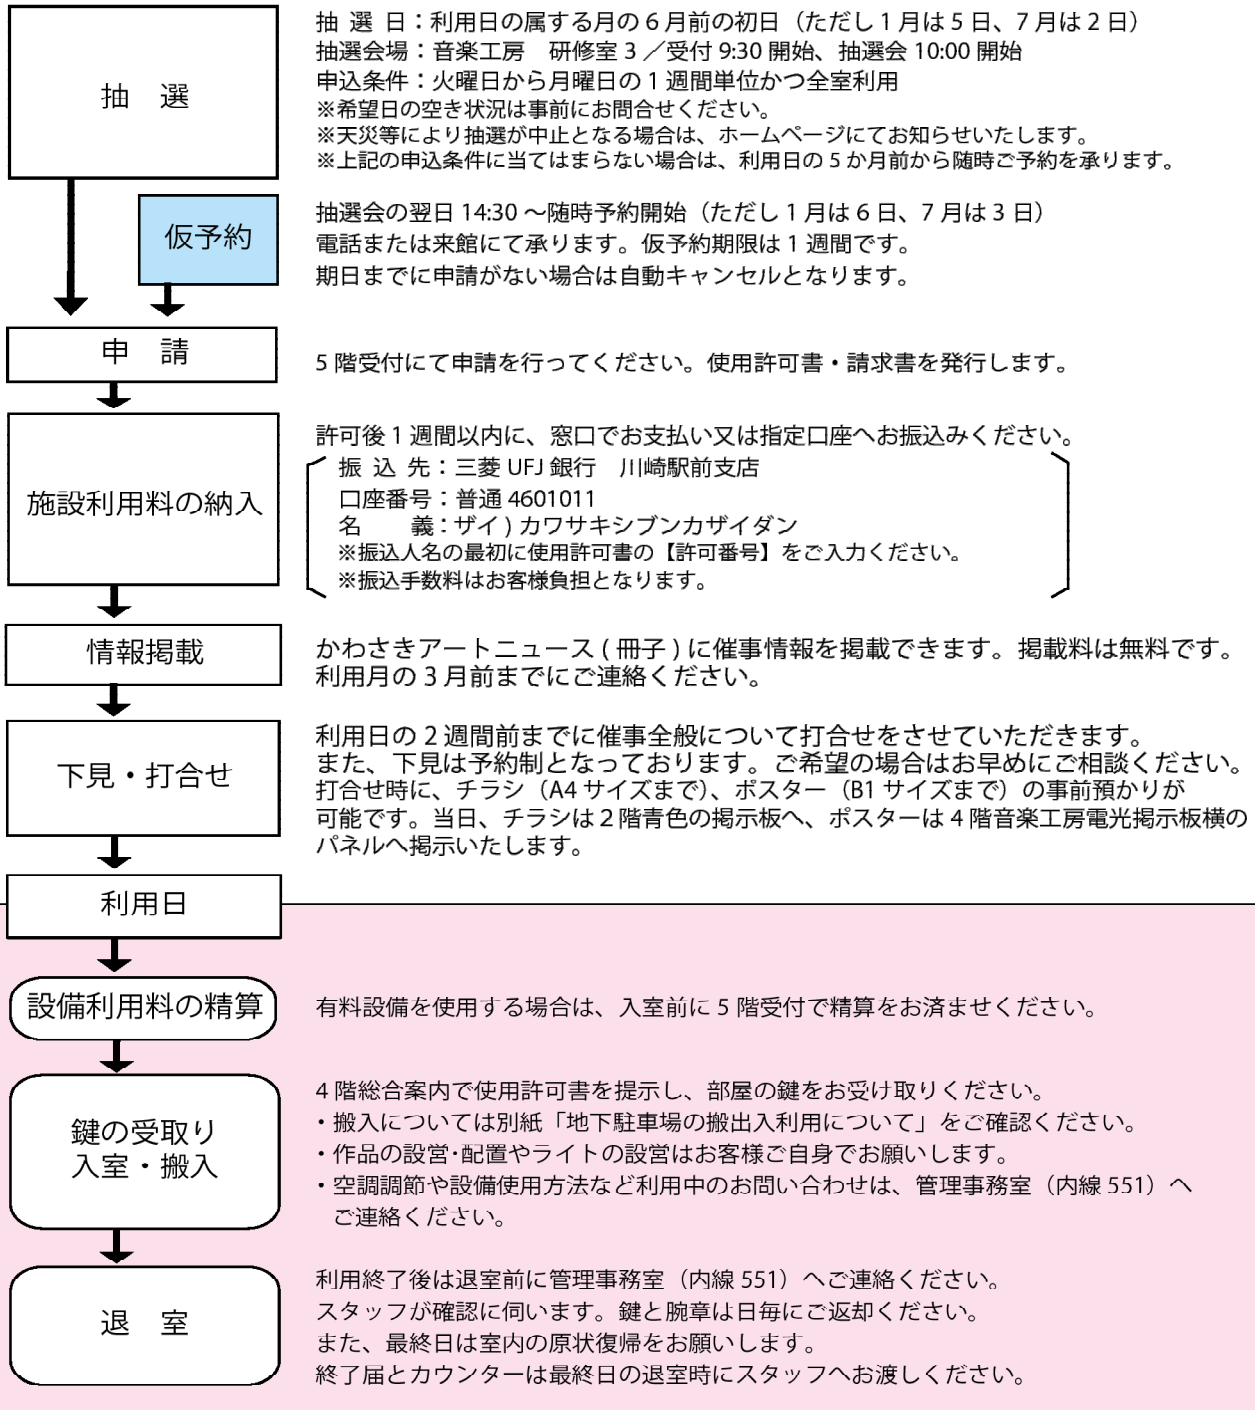 抽　選
抽 選 日：利用日の属する月の 6 月前の初日（ただし 1 月は 5 日、7 月は 2 日）
抽選会場：音楽工房　研修室 3 ／受付 9:30 開始、抽選会 10:00 開始
申込条件：火曜日から月曜日の 1 週間単位かつ全室利用
※希望日の空き状況は事前にお問合せください。
※天災等により抽選が中止となる場合は、ホームページにてお知らせいたします。
※上記の申込条件に当てはまらない場合は、利用日の 5 か月前から随時ご予約を承ります。
仮予約
抽選会の翌日 14:30 ～随時予約開始（ただし 1 月は 6 日、7 月は 3 日）
電話または来館にて承ります。仮予約期限は 1 週間です。
期日までに申請がない場合は自動キャンセルとなります。
申　請
5 階受付にて申請を行ってください。使用許可書・請求書を発行します。
施設利用料の納入
許可後 1 週間以内に、窓口でお支払い又は指定口座へお振込みください。
振 込 先：三菱 UFJ 銀行　川崎駅前支店
口座番号：普通 4601011
名　　義：ザイ ) カワサキシブンカザイダン
※振込人名の最初に使用許可書の【許可番号】をご入力ください。
※振込手数料はお客様負担となります。
情報掲載
かわさきアートニュース ( 冊子 ) に催事情報を掲載できます。掲載料は無料です。
利用月の 3 月前までにご連絡ください。
下見・打合せ
利用日の 2 週間前までに催事全般について打合せをさせていただきます。
また、下見は予約制となっております。ご希望の場合はお早めにご相談ください。
打合せ時に、チラシ（A4 サイズまで）、ポスター（B1 サイズまで）の事前預かりが
可能です。当日、チラシは 2 階青色の掲示板へ、ポスターは 4 階音楽工房電光掲示板横の
パネルへ掲示いたします。
利用日
設備利用料の精算
有料設備を使用する場合は、入室前に 5 階受付で精算をお済ませください。
鍵の受取り
入室・搬入
4 階総合案内で使用許可書を提示し、部屋の鍵をお受け取りください。
・搬入については別紙「地下駐車場の搬出入利用について」をご確認ください。
・作品の設営・配置やライトの設営はお客様ご自身でお願いします。
・空調調節や設備使用方法など利用中のお問い合わせは、管理事務室（内線 551）へ
ご連絡ください。
退　室
利用終了後は退室前に管理事務室（内線 551）へご連絡ください。
スタッフが確認に伺います。鍵と腕章は日毎にご返却ください。
また、最終日は室内の原状復帰をお願いします。
終了届とカウンターは最終日の退室時にスタッフへお渡しください。